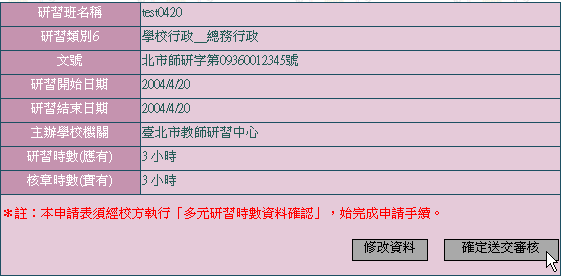 研習班名稱 test0420
研習類別6 學校行政__總務行政
文號 北市師研字第09360012345號
研習開始日期 2004/4/20
研習結束日期 2004/4/20
主辦學校機關 臺北市教師研習中心
研習時數(應有) 3 小時
核章時數(實有) 3 小時
＊註：本申請表須經校方執行「多元研習時數資料確認」，始完成申請手續。
修改資料 確定送交審核